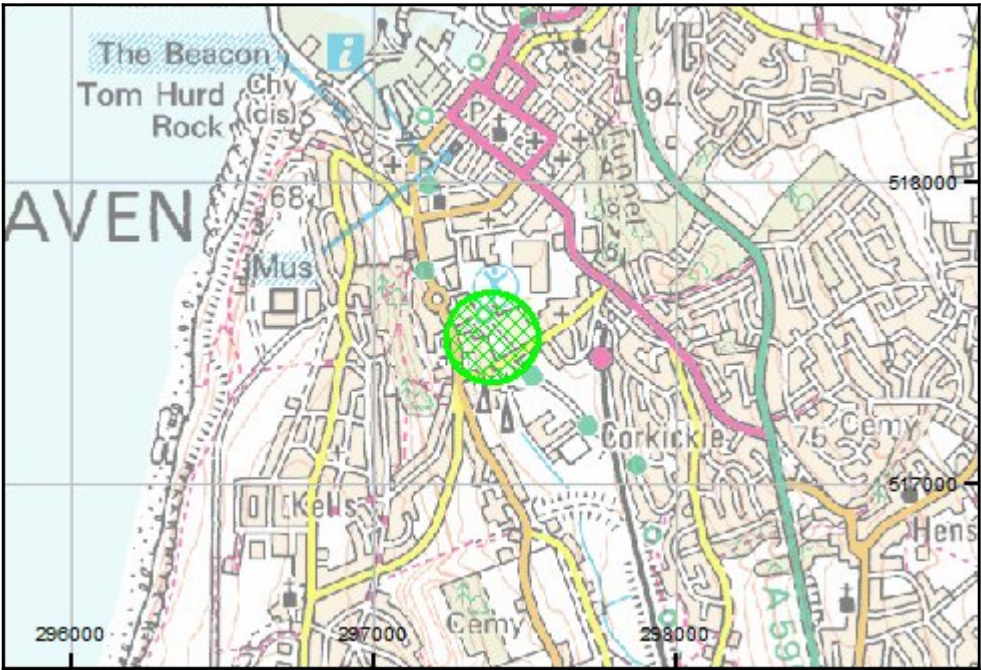 The Beacon
i
Tom Hurd
Rock
Chy
(dis)
P
94
518000
AVEN
68
Tunnel
Mus
Corkickle
75
Cemy
517000
Kells
Hens
296000
297000
Cemy
298000
A 59